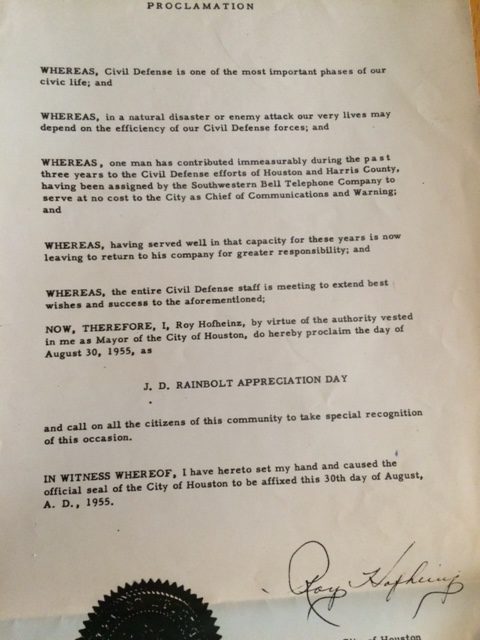 PROCLAMATION
WHEREAS, Civil Defense is one of the most important phases of our
civic life; and
WHEREAS, in a natural disaster or enemy attack our very lives may
depend on the efficiency of our Civil Defense forces; and
WHEREAS, one man has contributed immeasurably during the past
three years to the Civil Defense efforts of Houston and Harris County,
having been assigned by the Southwestern Bell Telephone Company to
serve at no cost to the City as Chief of Communications and Warning;
and
WHEREAS, having served well in that capacity for these years is now
leaving to return to his company for greater responsibility; and
WHEREAS, the entire Civil Defense staff is meeting to extend best
wishes and success to the aforementioned;
NOW, THEREFORE, I, Roy Hofheinz, by virtue of the authority vested
in me as Mayor of the City of Houston, do hereby proclaim the day of
August 30, 1955, as
J. D. RAINBOLT APPRECIATION DAY
and call on all the citizens of this community to take special recognition
of this occasion.
IN WITNESS WHEREOF, I have hereto set my hand and caused the
official seal of the City of Houston to be affixed this 30th day of August,
A. D., 1955.
Roy Hofheinz
City of Houston